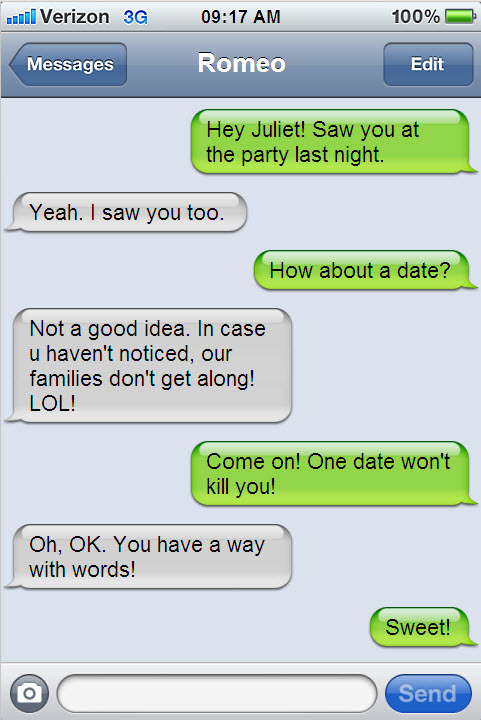 Verizon 3G 09:17 AM 100%
Messages Romeo Edit
Hey Juliet! Saw you at
the party last night.
Yeah. I saw you too.
How about a date?
Not a good idea. In case
u haven't noticed, our
families don't get along!
LOL!
Come on! One date won't
kill you!
Oh, OK. You have a way
with words!
Sweet!
Send